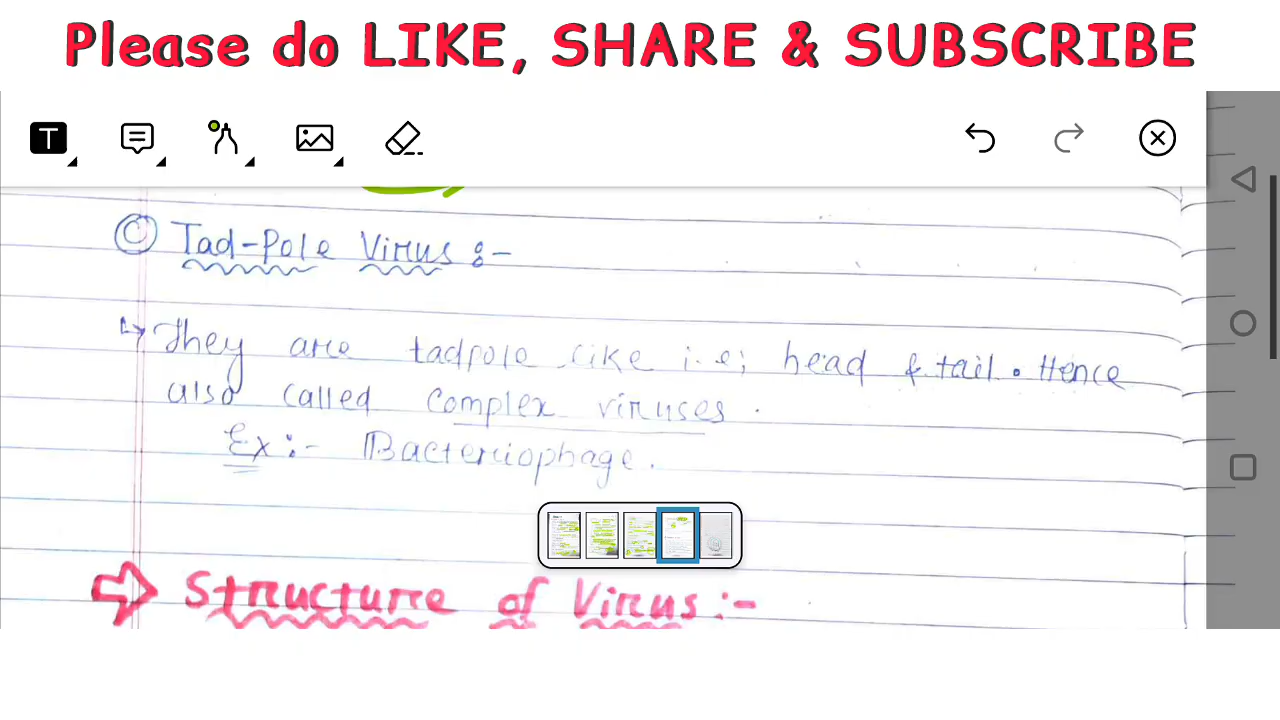 Please do LIKE, SHARE & SUBSCRIBE
T
© Tad-Pole Virus :-
↳ They are tadpole like i.e; head & tail. Hence
also called complex viruses.
Ex:- Bacteriophage.
⇒ Structure of Virus:-